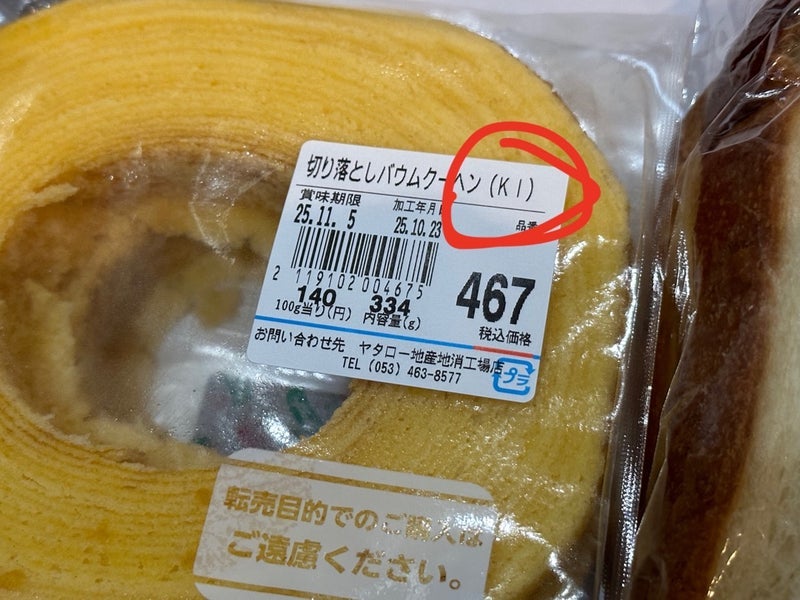 切り落としバウムクーヘン(KI)
賞味期限 加工年月
25.11. 5 25.10.23
品番
2 119102 004675
140 334 467
100g当り(円) 内容量(g) 税込価格
お問い合わせ先 ヤタロー地産地消工場店
TEL (053) 463-8577
プラ
転売目的でのご購入は
ご遠慮ください。